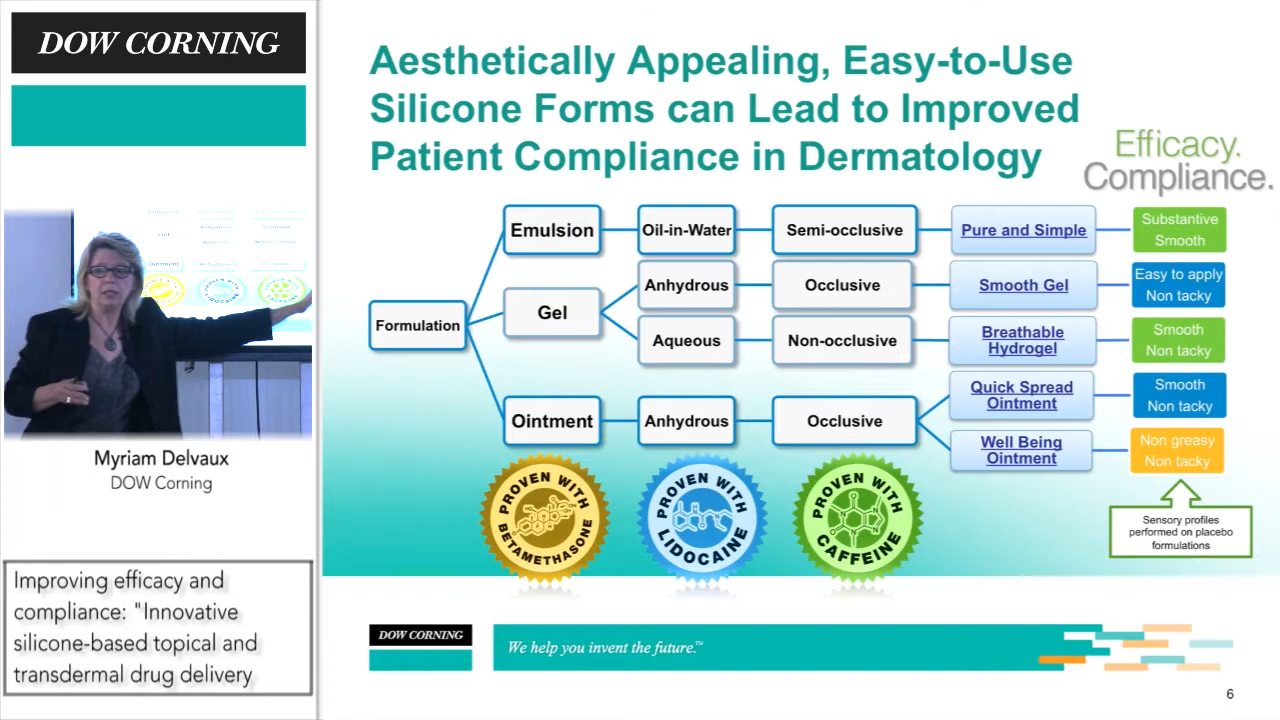 DOW CORNING
Aesthetically Appealing, Easy-to-Use
Silicone Forms can Lead to Improved
Patient Compliance in Dermatology
Efficacy.
Compliance.
Formulation
Emulsion
Oil-in-Water
Semi-occlusive
Pure and Simple
Substantive
Smooth
Gel
Anhydrous
Occlusive
Smooth Gel
Easy to apply
Non tacky
Aqueous
Non-occlusive
Breathable
Hydrogel
Smooth
Non tacky
Ointment
Anhydrous
Occlusive
Quick Spread
Ointment
Smooth
Non tacky
Well Being
Ointment
Non greasy
Non tacky
PROVEN WITH
BETAMETHASONE
PROVEN WITH
LIDOCAINE
PROVEN WITH
CAFFEINE
Sensory profiles
performed on placebo
formulations
Myriam Delvaux
DOW Corning
Improving efficacy and
compliance: "Innovative
silicone-based topical and
transdermal drug delivery
DOW CORNING
We help you invent the future.™
6